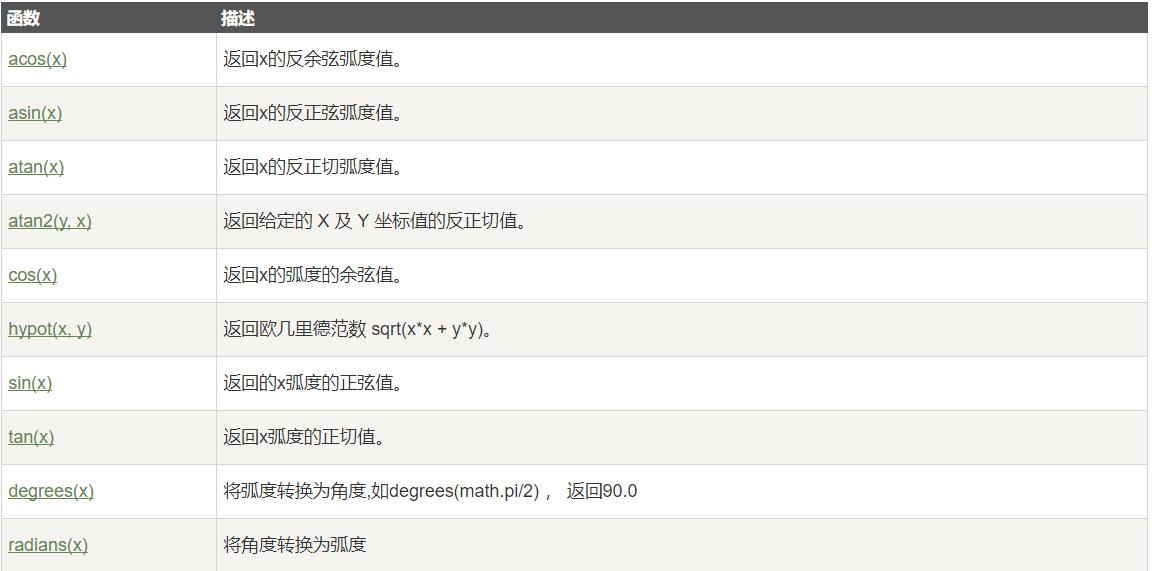 函数 描述
acos(x) 返回x的反余弦弧度值。
asin(x) 返回x的反正弦弧度值。
atan(x) 返回x的反正切弧度值。
atan2(y, x) 返回给定的 X 及 Y 坐标值的反正切值。
cos(x) 返回x的弧度的余弦值。
hypot(x, y) 返回欧几里德范数 sqrt(x*x + y*y)。
sin(x) 返回的x弧度的正弦值。
tan(x) 返回x弧度的正切值。
degrees(x) 将弧度转换为角度,如degrees(math.pi/2) ， 返回90.0
radians(x) 将角度转换为弧度